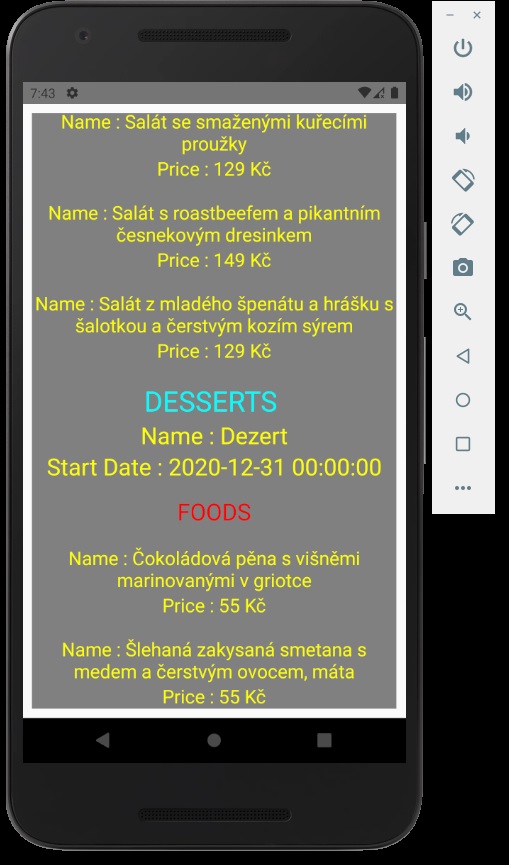 7:43
Name : Salát se smaženými kuřecími
proužky
Price : 129 Kč
Name : Salát s roastbeefem a pikantním
česnekovým dresinkem
Price : 149 Kč
Name : Salát z mladého špenátu a hrášku s
šalotkou a čerstvým kozím sýrem
Price : 129 Kč
DESSERTS
Name : Dezert
Start Date : 2020-12-31 00:00:00
FOODS
Name : Čokoládová pěna s višněmi
marinovanými v griotce
Price : 55 Kč
Name : Šlehaná zakysaná smetana s
medem a čerstvým ovocem, máta
Price : 55 Kč